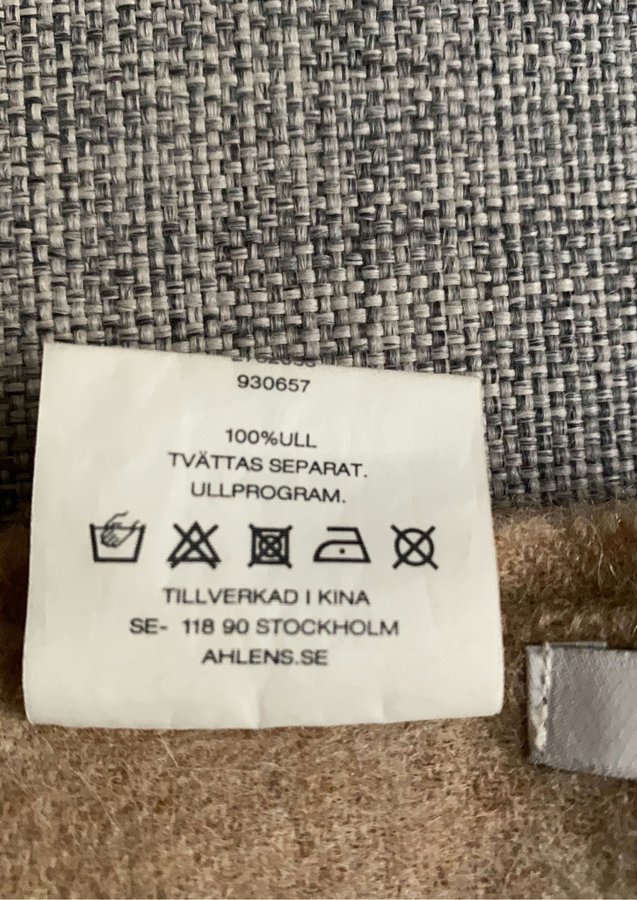 930657
100%ULL
TVÄTTAS SEPARAT.
ULLPROGRAM.
TILLVERKAD I KINA
SE- 118 90 STOCKHOLM
AHLENS.SE